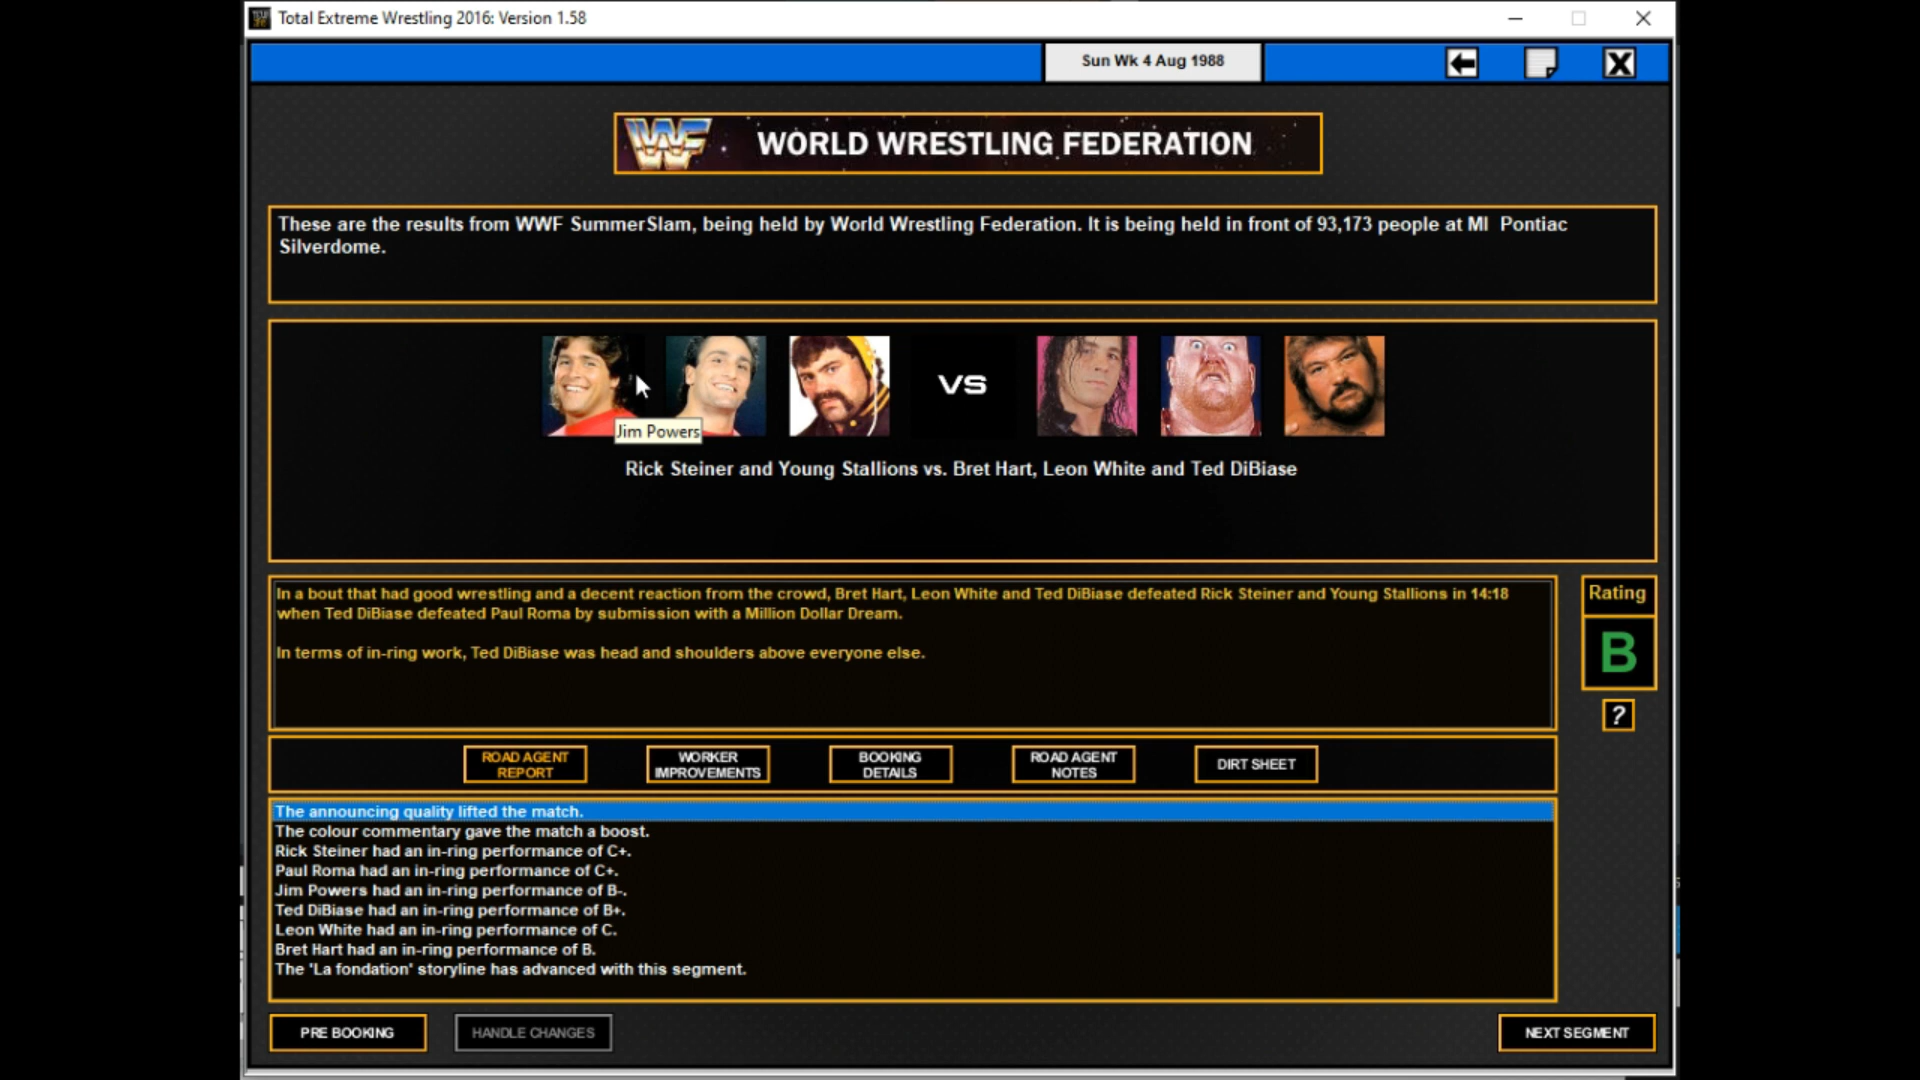 Total Extreme Wrestling 2016: Version 1.58
Sun Wk 4 Aug 1988
WORLD WRESTLING FEDERATION
These are the results from WWF SummerSlam, being held by World Wrestling Federation. It is being held in front of 93,173 people at MI  Pontiac
Silverdome.
VS
Jim Powers
Rick Steiner and Young Stallions vs. Bret Hart, Leon White and Ted DiBiase
In a bout that had good wrestling and a decent reaction from the crowd, Bret Hart, Leon White and Ted DiBiase defeated Rick Steiner and Young Stallions in 14:18
when Ted DiBiase defeated Paul Roma by submission with a Million Dollar Dream.
In terms of in-ring work, Ted DiBiase was head and shoulders above everyone else.
Rating
B
?
ROAD AGENT
REPORT
WORKER
IMPROVEMENTS
BOOKING
DETAILS
ROAD AGENT
NOTES
DIRT SHEET
The announcing quality lifted the match.
The colour commentary gave the match a boost.
Rick Steiner had an in-ring performance of C+.
Paul Roma had an in-ring performance of C+.
Jim Powers had an in-ring performance of B-.
Ted DiBiase had an in-ring performance of B+.
Leon White had an in-ring performance of C.
Bret Hart had an in-ring performance of B.
The 'La fondation' storyline has advanced with this segment.
PRE BOOKING
HANDLE CHANGES
NEXT SEGMENT